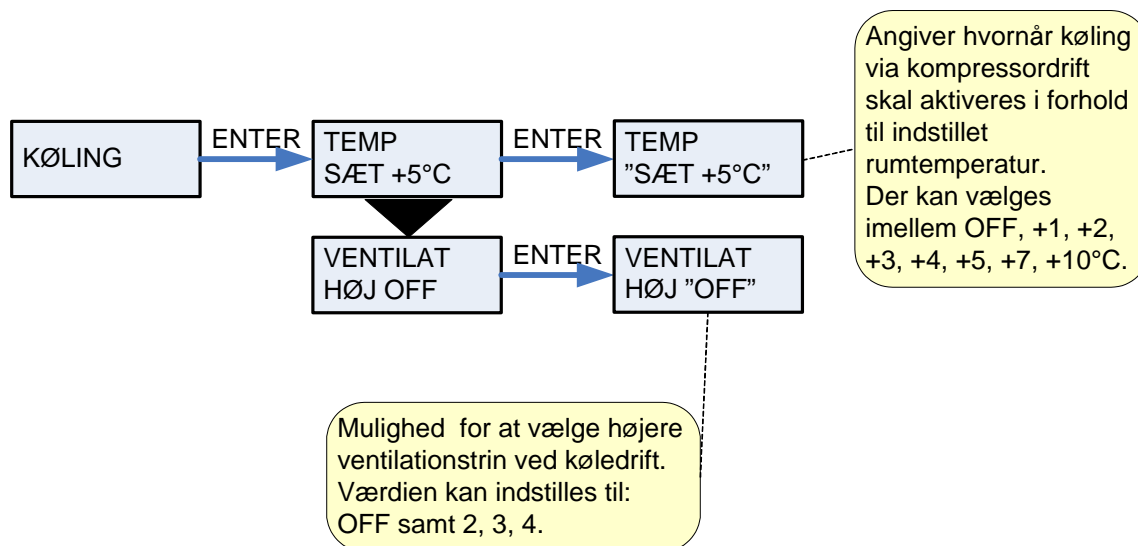 Angiver hvornår køling
via kompressordrift
skal aktiveres i forhold
til indstillet
rumtemperatur.
Der kan vælges
imellem OFF, +1, +2,
+3, +4, +5, +7, +10°C.
KØLING
ENTER
TEMP
SÆT +5°C
ENTER
TEMP
”SÆT +5°C”
VENTILAT
HØJ OFF
ENTER
VENTILAT
HØJ ”OFF”
Mulighed for at vælge højere
ventilationstrin ved køledrift.
Værdien kan indstilles til:
OFF samt 2, 3, 4.